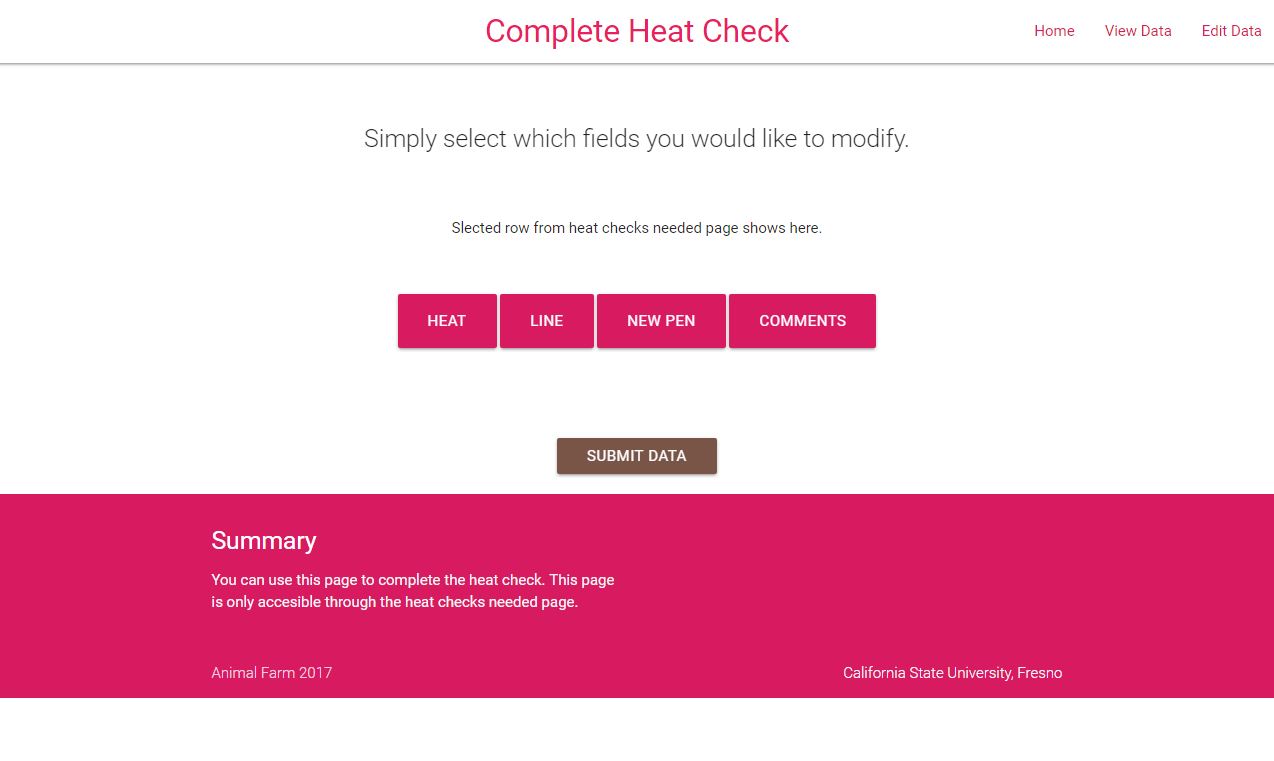 Complete Heat Check
Home View Data Edit Data
Simply select which fields you would like to modify.
Slected row from heat checks needed page shows here.
HEAT LINE NEW PEN COMMENTS
SUBMIT DATA
Summary
You can use this page to complete the heat check. This page
is only accesible through the heat checks needed page.
Animal Farm 2017 California State University, Fresno